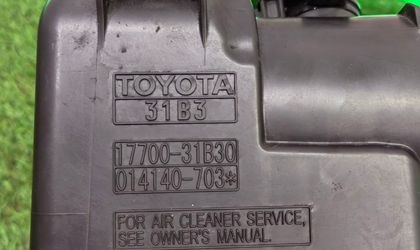 TOYOTA
31B3
17700-31B30
014140-703*
FOR AIR CLEANER SERVICE,
SEE OWNER'S MANUAL.